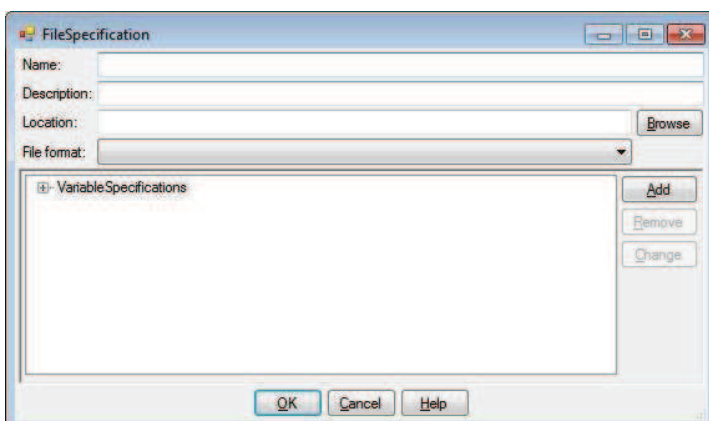 FileSpecification
Name:
Description:
Location:
Browse
File format:
VariableSpecifications
Add
Remove
Change
OK Cancel Help